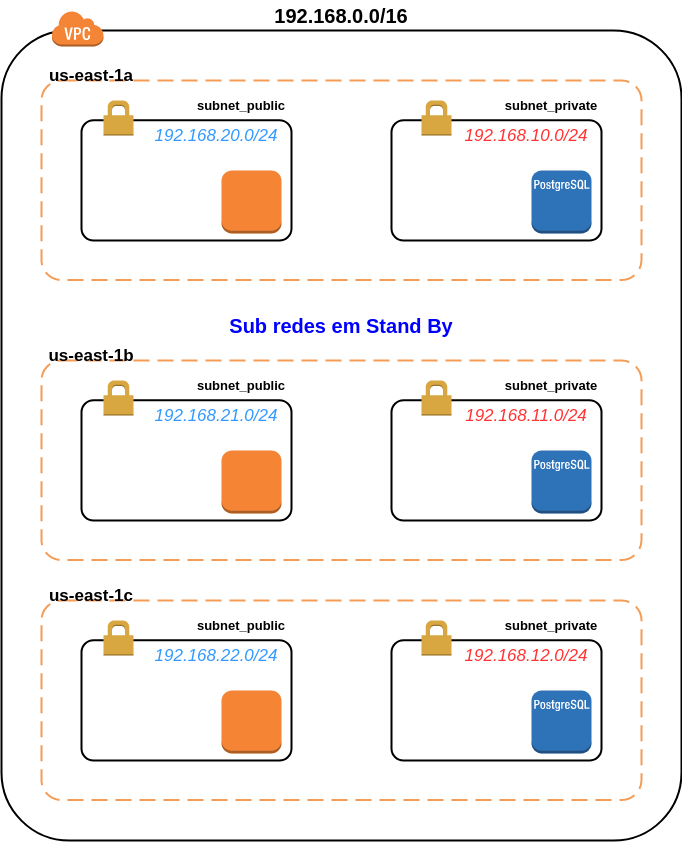 192.168.0.0/16
VPC
us-east-1a
subnet_public
subnet_private
192.168.20.0/24
192.168.10.0/24
PostgreSQL
Sub redes em Stand By
us-east-1b
subnet_public
subnet_private
192.168.21.0/24
192.168.11.0/24
PostgreSQL
us-east-1c
subnet_public
subnet_private
192.168.22.0/24
192.168.12.0/24
PostgreSQL